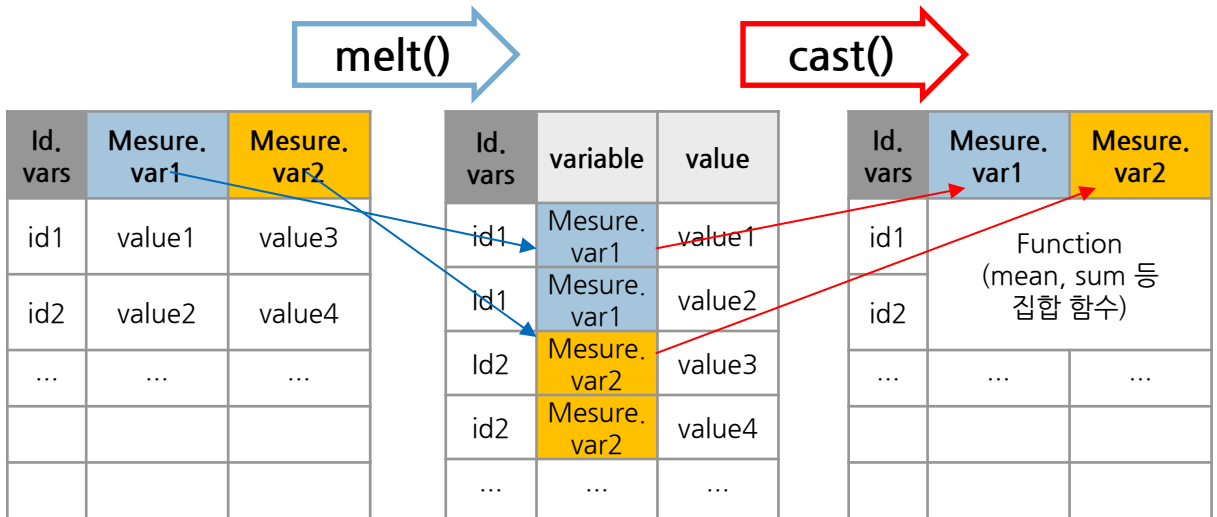 melt()
cast()
Id.
vars
Mesure.
var1
Mesure.
var2
id1
value1
value3
id2
value2
value4
...
...
...
Id.
vars
variable
value
id1
Mesure.
var1
value1
Id1
Mesure.
var1
value2
Id2
Mesure.
var2
value3
id2
Mesure.
var2
value4
...
...
...
Id.
vars
Mesure.
var1
Mesure.
var2
id1
Function
(mean, sum 등
집합 함수)
id2
...
...
...